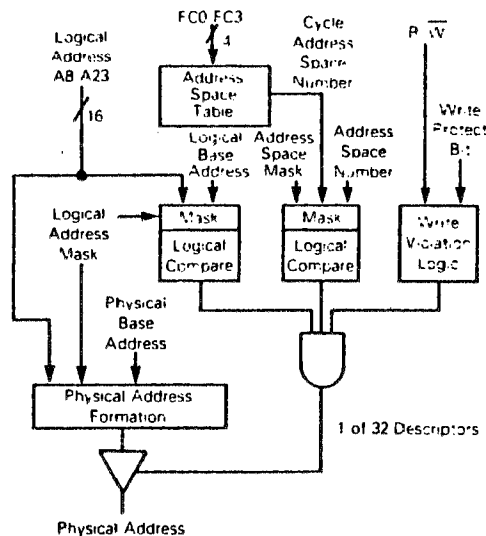 FC0 FC3
4
Logical
Address
A8 A23
16
Address
Space
Table
Cycle
Address
Space
Number
R W
Write
Protect
Bit
Logical
Base
Address
Address
Space
Mask
Address
Space
Number
Logical
Address
Mask
Mask
Logical
Compare
Mask
Logical
Compare
Write
Violation
Logic
Physical
Base
Address
Physical Address
Formation
1 of 32 Descriptors
Physical Address